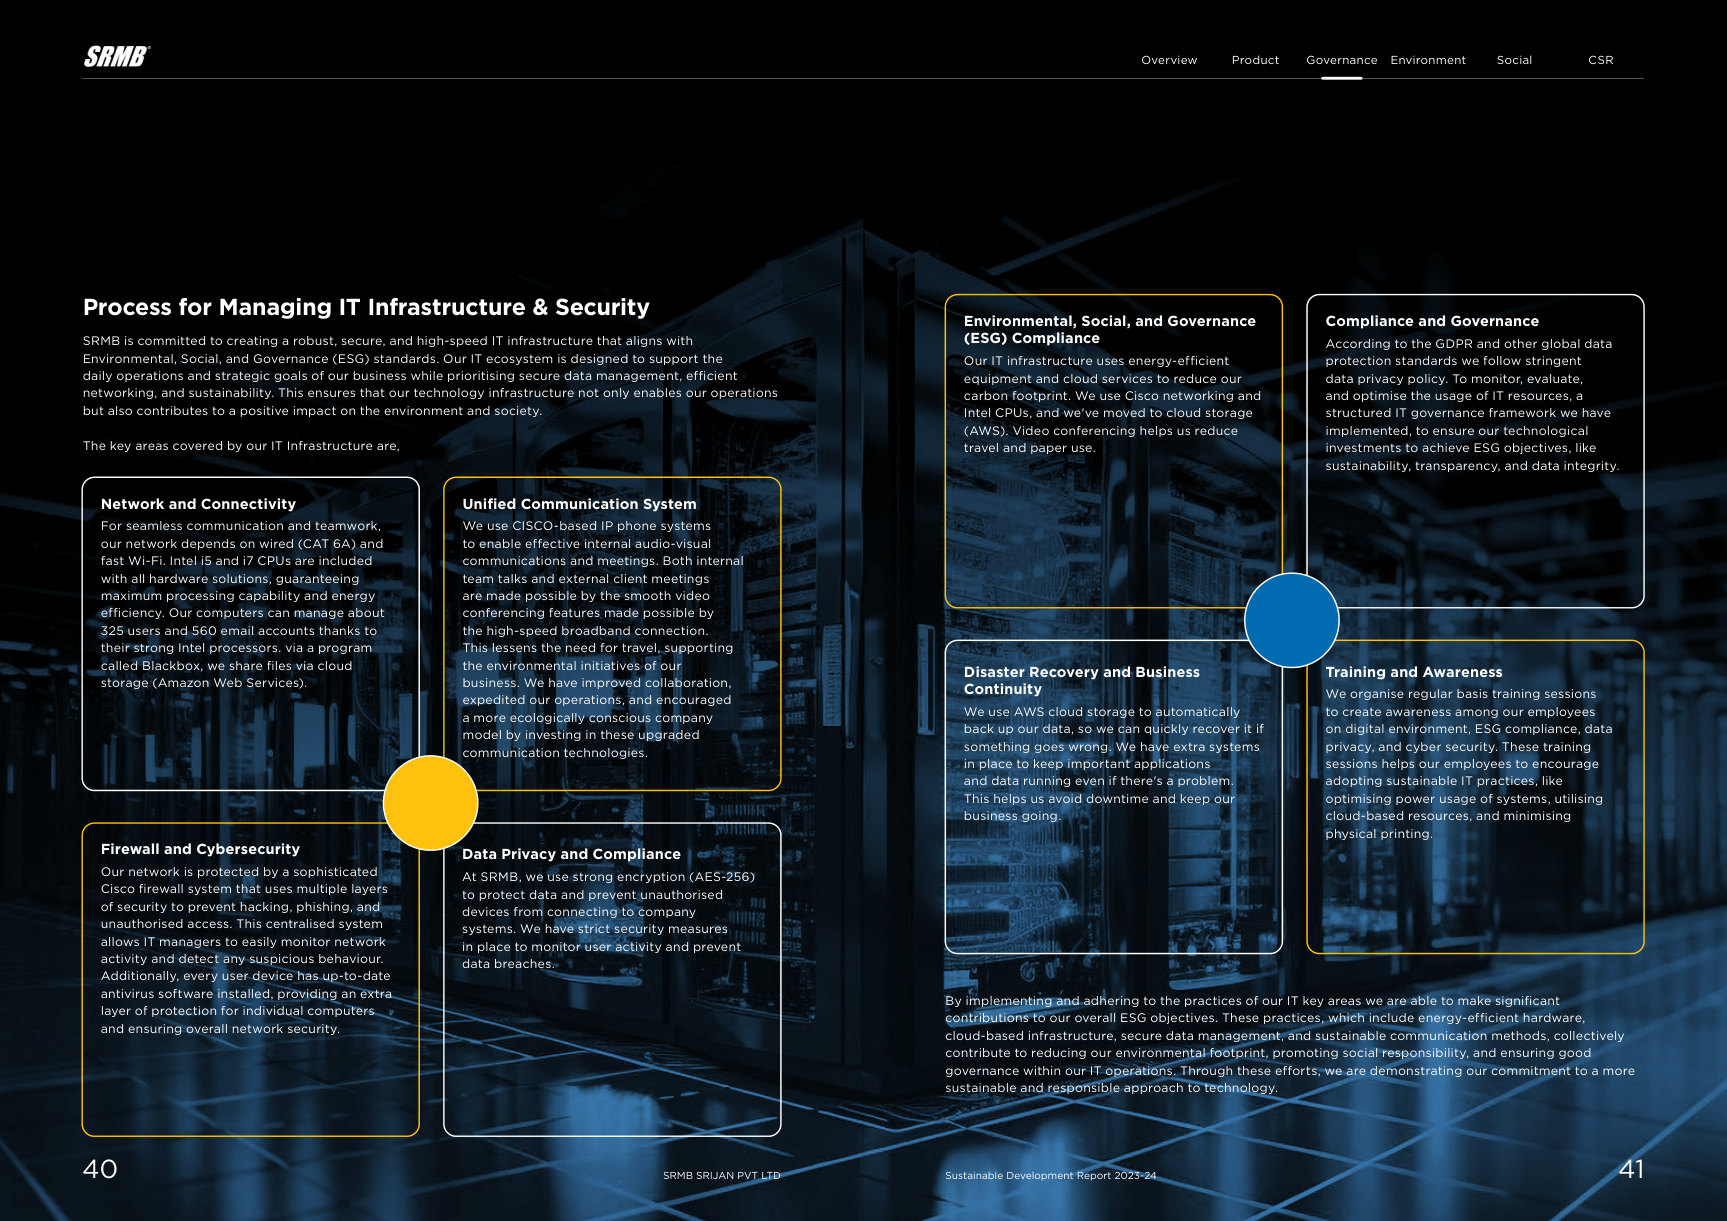 SRMB
Overview Product Governance Environment Social CSR
Process for Managing IT Infrastructure & Security
SRMB is committed to creating a robust, secure, and high-speed IT infrastructure that aligns with
Environmental, Social, and Governance (ESG) standards. Our IT ecosystem is designed to support the
daily operations and strategic goals of our business while prioritising secure data management, efficient
networking, and sustainability. This ensures that our technology infrastructure not only enables our operations
but also contributes to a positive impact on the environment and society.
The key areas covered by our IT Infrastructure are,
Network and Connectivity
For seamless communication and teamwork,
our network depends on wired (CAT 6A) and
fast Wi-Fi. Intel i5 and i7 CPUs are included
with all hardware solutions, guaranteeing
maximum processing capability and energy
efficiency. Our computers can manage about
325 users and 560 email accounts thanks to
their strong Intel processors. via a program
called Blackbox, we share files via cloud
storage (Amazon Web Services).
Unified Communication System
We use CISCO-based IP phone systems
to enable effective internal audio-visual
communications and meetings. Both internal
team talks and external client meetings
are made possible by the smooth video
conferencing features made possible by
the high-speed broadband connection.
This lessens the need for travel, supporting
the environmental initiatives of our
business. We have improved collaboration,
expedited our operations, and encouraged
a more ecologically conscious company
model by investing in these upgraded
communication technologies.
Firewall and Cybersecurity
Our network is protected by a sophisticated
Cisco firewall system that uses multiple layers
of security to prevent hacking, phishing, and
unauthorised access. This centralised system
allows IT managers to easily monitor network
activity and detect any suspicious behaviour.
Additionally, every user device has up-to-date
antivirus software installed, providing an extra
layer of protection for individual computers
and ensuring overall network security.
Data Privacy and Compliance
At SRMB, we use strong encryption (AES-256)
to protect data and prevent unauthorised
devices from connecting to company
systems. We have strict security measures
in place to monitor user activity and prevent
data breaches.
40
SRMB SRIJAN PVT LTD
Environmental, Social, and Governance
(ESG) Compliance
Our IT infrastructure uses energy-efficient
equipment and cloud services to reduce our
carbon footprint. We use Cisco networking and
Intel CPUs, and we've moved to cloud storage
(AWS). Video conferencing helps us reduce
travel and paper use.
Compliance and Governance
According to the GDPR and other global data
protection standards we follow stringent
data privacy policy. To monitor, evaluate,
and optimise the usage of IT resources, a
structured IT governance framework we have
implemented, to ensure our technological
investments to achieve ESG objectives, like
sustainability, transparency, and data integrity.
Disaster Recovery and Business
Continuity
We use AWS cloud storage to automatically
back up our data, so we can quickly recover it if
something goes wrong. We have extra systems
in place to keep important applications
and data running even if there's a problem.
This helps us avoid downtime and keep our
business going.
Training and Awareness
We organise regular basis training sessions
to create awareness among our employees
on digital environment, ESG compliance, data
privacy, and cyber security. These training
sessions helps our employees to encourage
adopting sustainable IT practices, like
optimising power usage of systems, utilising
cloud-based resources, and minimising
physical printing.
By implementing and adhering to the practices of our IT key areas we are able to make significant
contributions to our overall ESG objectives. These practices, which include energy-efficient hardware,
cloud-based infrastructure, secure data management, and sustainable communication methods, collectively
contribute to reducing our environmental footprint, promoting social responsibility, and ensuring good
governance within our IT operations. Through these efforts, we are demonstrating our commitment to a more
sustainable and responsible approach to technology.
Sustainable Development Report 2023-24
41